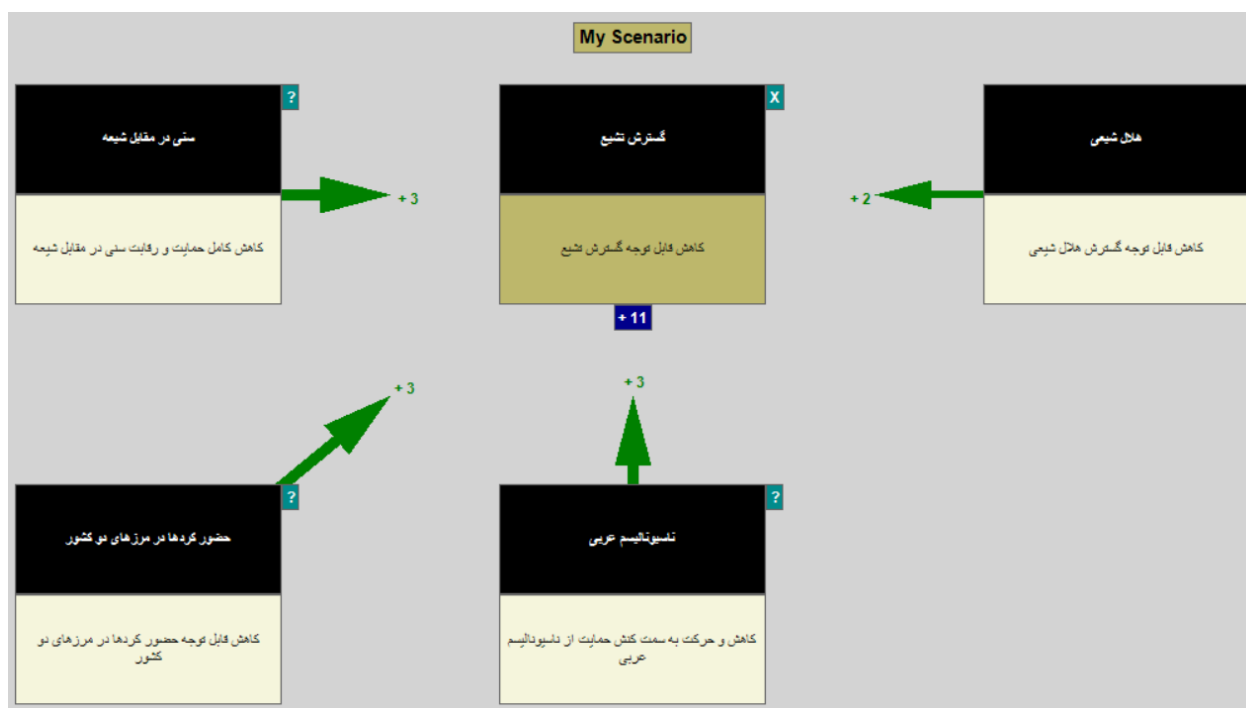 My Scenario
سنی در مقابل شیعه
?
کاهش کامل حمایت و رقابت سنی در مقابل شیعه
+ 3
گسترش تشیع
X
کاهش قابل توجه گسترش تشیع
+ 11
هلال شیعی
کاهش قابل توجه گسترش هلال شیعی
+ 2
+ 3
حضور کردها در مرزهای دو کشور
?
کاهش قابل توجه حضور کردها در مرزهای دو
کشور
+ 3
ناسیونالیسم عربی
?
کاهش و حرکت به سمت کنش حمایت از ناسیونالیسم
عربی